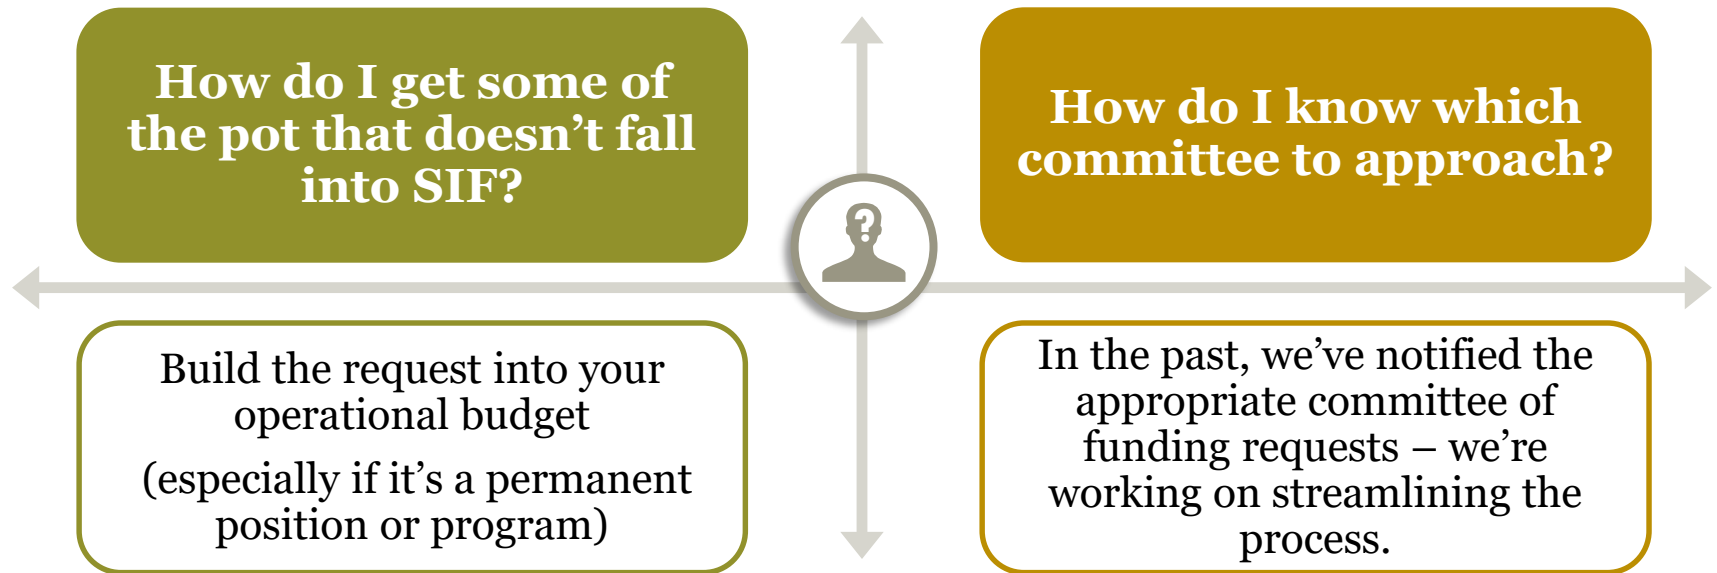 How do I get some of
the pot that doesn’t fall
into SIF?
How do I know which
committee to approach?
?
Build the request into your
operational budget
(especially if it’s a permanent
position or program)
In the past, we’ve notified the
appropriate committee of
funding requests – we’re
working on streamlining the
process.